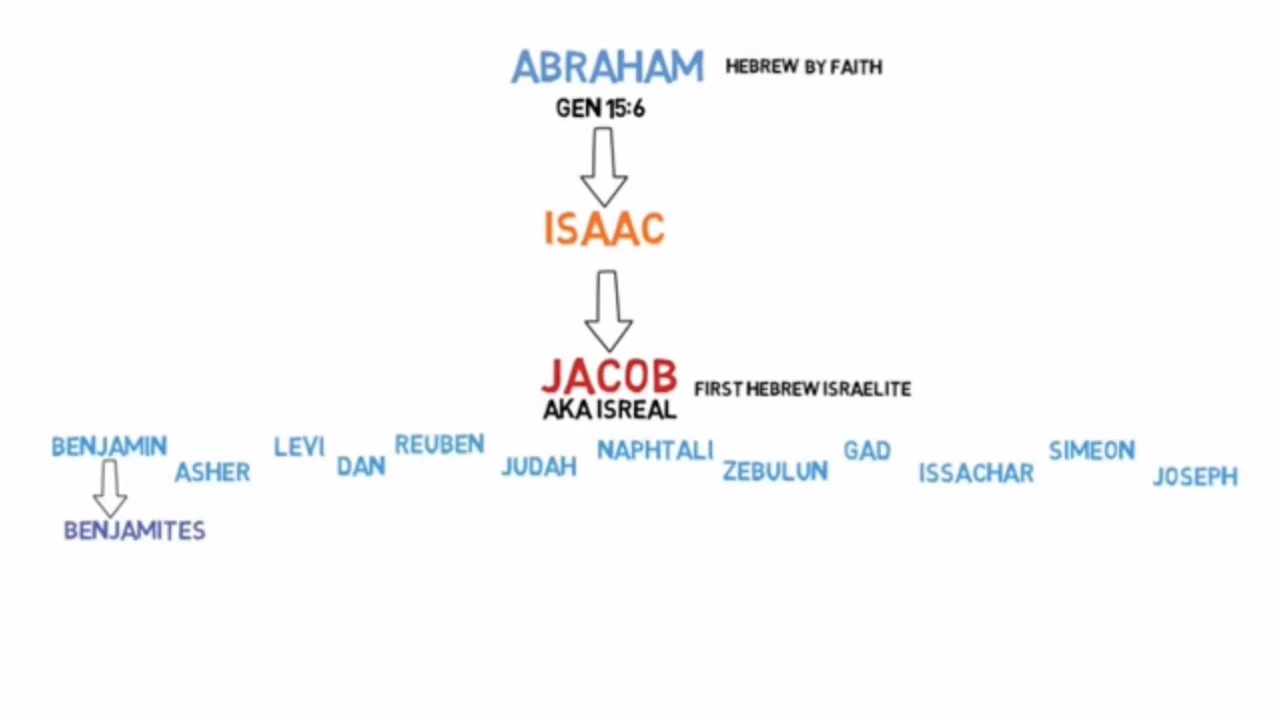 ABRAHAM HEBREW BY FAITH
GEN 15:6
ISAAC
JACOB FIRST HEBREW ISRAELITE
AKA ISREAL
BENJAMIN ASHER LEVI DAN REUBEN JUDAH NAPHTALI ZEBULUN GAD ISSACHAR SIMEON JOSEPH
BENJAMITES